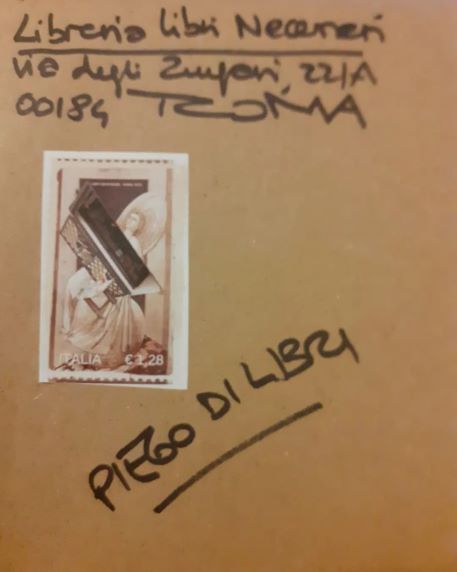 Libreria libri Necessari
via degli Zingari, 22/A
00184 ROMA
ITALIA €1,28
PIEGO DI LIBRI